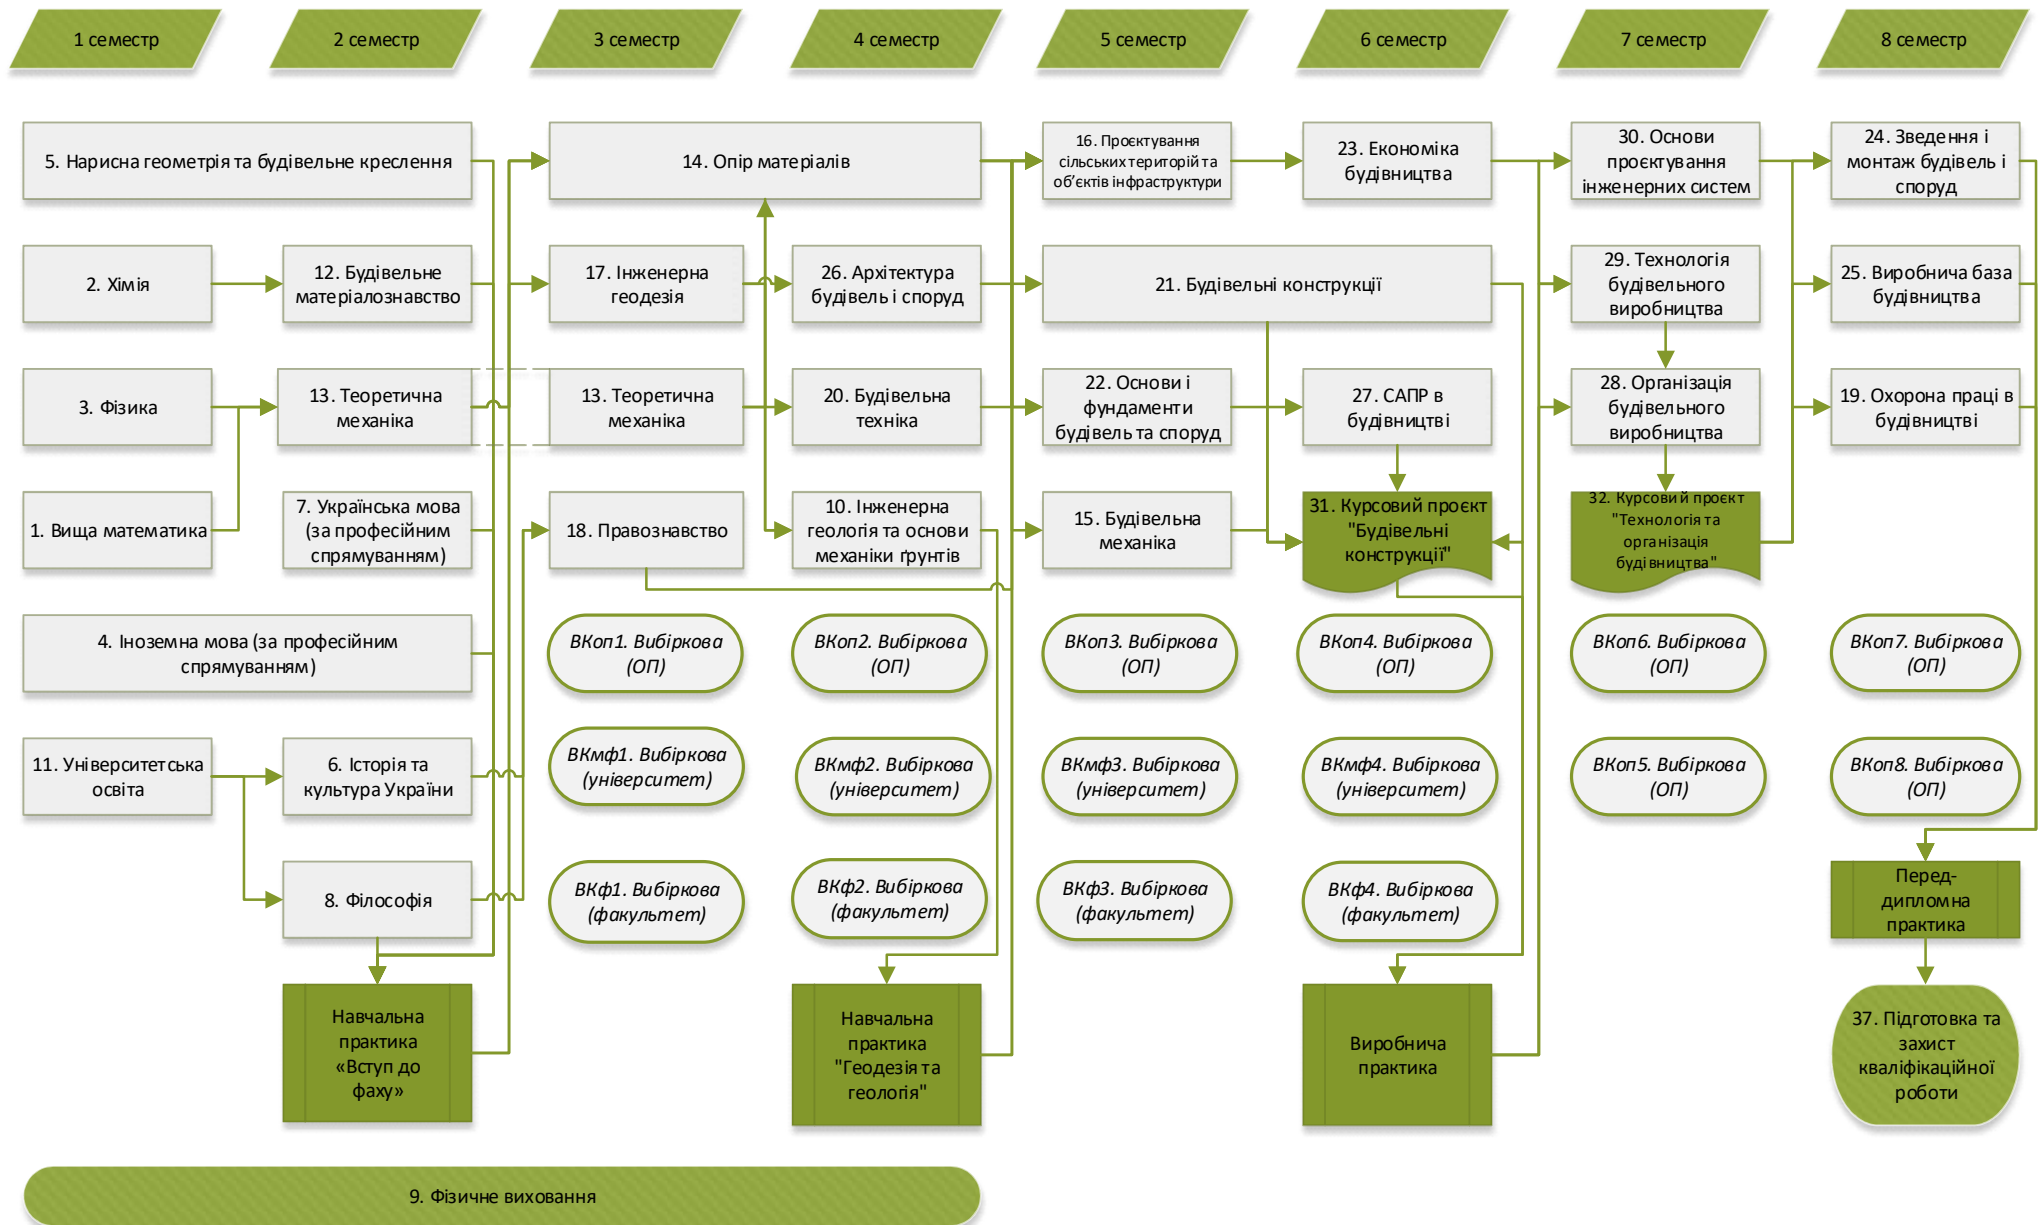 1 семестр
2 семестр
3 семестр
4 семестр
5 семестр
6 семестр
7 семестр
8 семестр
5. Нарисна геометрія та будівельне креслення
14. Опір матеріалів
16. Проєктування
сільських територій та
об’єктів інфраструктури
23. Економіка
будівництва
30. Основи
проєктування
інженерних систем
24. Зведення і
монтаж будівель і
споруд
2. Хімія
12. Будівельне
матеріалознавство
17. Інженерна
геодезія
26. Архітектура
будівель і споруд
21. Будівельні конструкції
29. Технологія
будівельного
виробництва
25. Виробнича база
будівництва
3. Фізика
13. Теоретична
механіка
13. Теоретична
механіка
20. Будівельна
техніка
22. Основи і
фундаменти
будівель та споруд
27. САПР в
будівництві
28. Організація
будівельного
виробництва
19. Охорона праці в
будівництві
1. Вища математика
7. Українська мова
(за професійним
спрямуванням)
18. Правознавство
10. Інженерна
геологія та основи
механіки ґрунтів
15. Будівельна
механіка
31. Курсовий проєкт
"Будівельні
конструкції"
32. Курсовий проєкт
"Технологія та
організація
будівництва"
4. Іноземна мова (за професійним
спрямуванням)
ВКоп1. Вибіркова
(ОП)
ВКоп2. Вибіркова
(ОП)
ВКоп3. Вибіркова
(ОП)
ВКоп4. Вибіркова
(ОП)
ВКоп6. Вибіркова
(ОП)
ВКоп7. Вибіркова
(ОП)
11. Університетська
освіта
6. Історія та
культура України
ВКмф1. Вибіркова
(університет)
ВКмф2. Вибіркова
(університет)
ВКмф3. Вибіркова
(університет)
ВКмф4. Вибіркова
(університет)
ВКоп5. Вибіркова
(ОП)
ВКоп8. Вибіркова
(ОП)
8. Філософія
ВКф1. Вибіркова
(факультет)
ВКф2. Вибіркова
(факультет)
ВКф3. Вибіркова
(факультет)
ВКф4. Вибіркова
(факультет)
Перед-
дипломна
практика
Навчальна
практика
«Вступ до
фаху»
Навчальна
практика
"Геодезія та
геологія"
Виробнича
практика
37. Підготовка та
захист
кваліфікаційної
роботи
9. Фізичне виховання